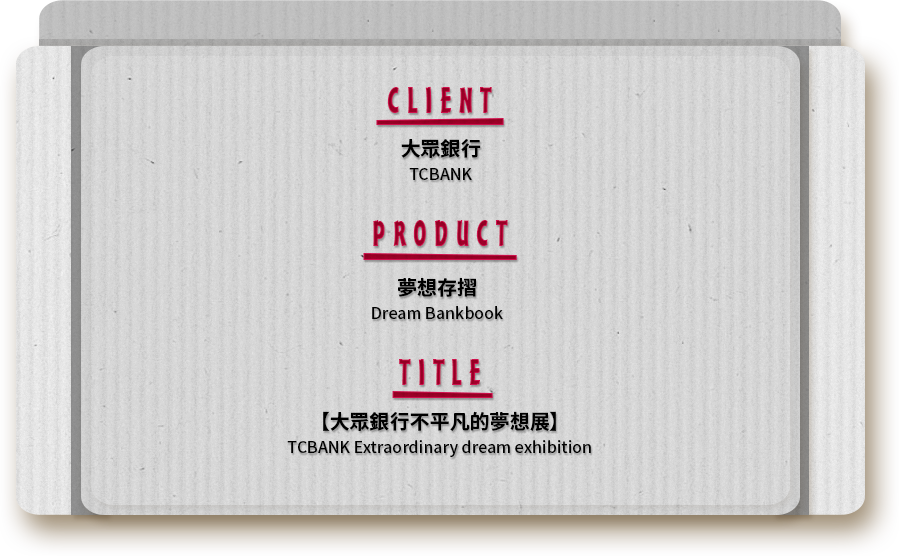 CLIENT
大眾銀行
TCBANK
PRODUCT
夢想存摺
Dream Bankbook
TITLE
【大眾銀行不平凡的夢想展】
TCBANK Extraordinary dream exhibition